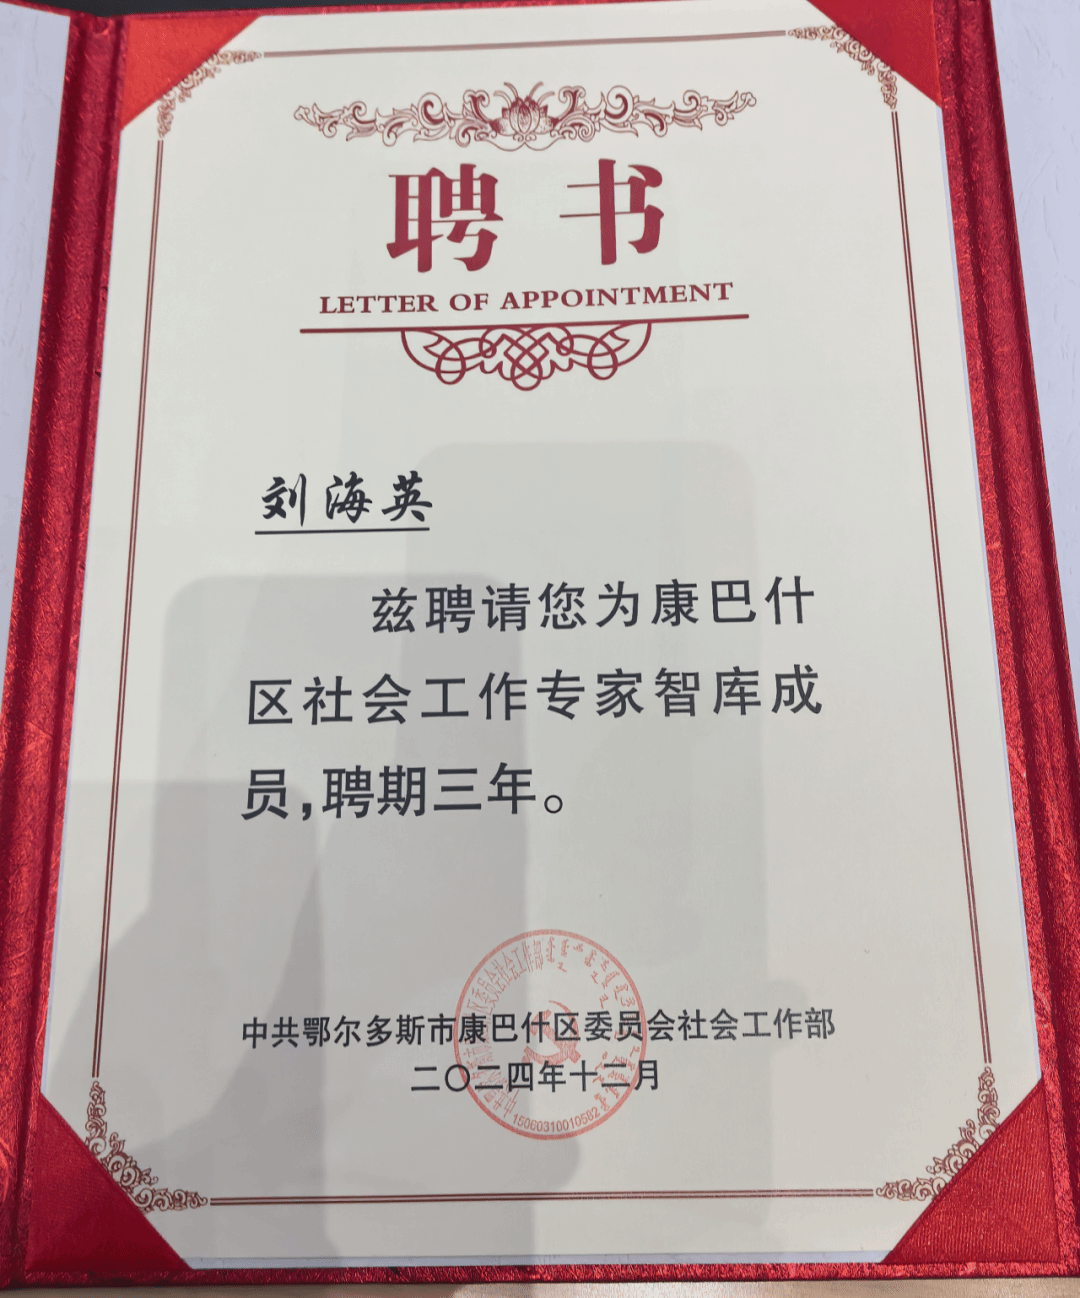 聘书
LETTER OF APPOINTMENT
刘海英
兹聘请您为康巴什
区社会工作专家智库成
员,聘期三年。
中共鄂尔多斯市康巴什区委员会社会工作部
二〇二四年十二月
15060310010582